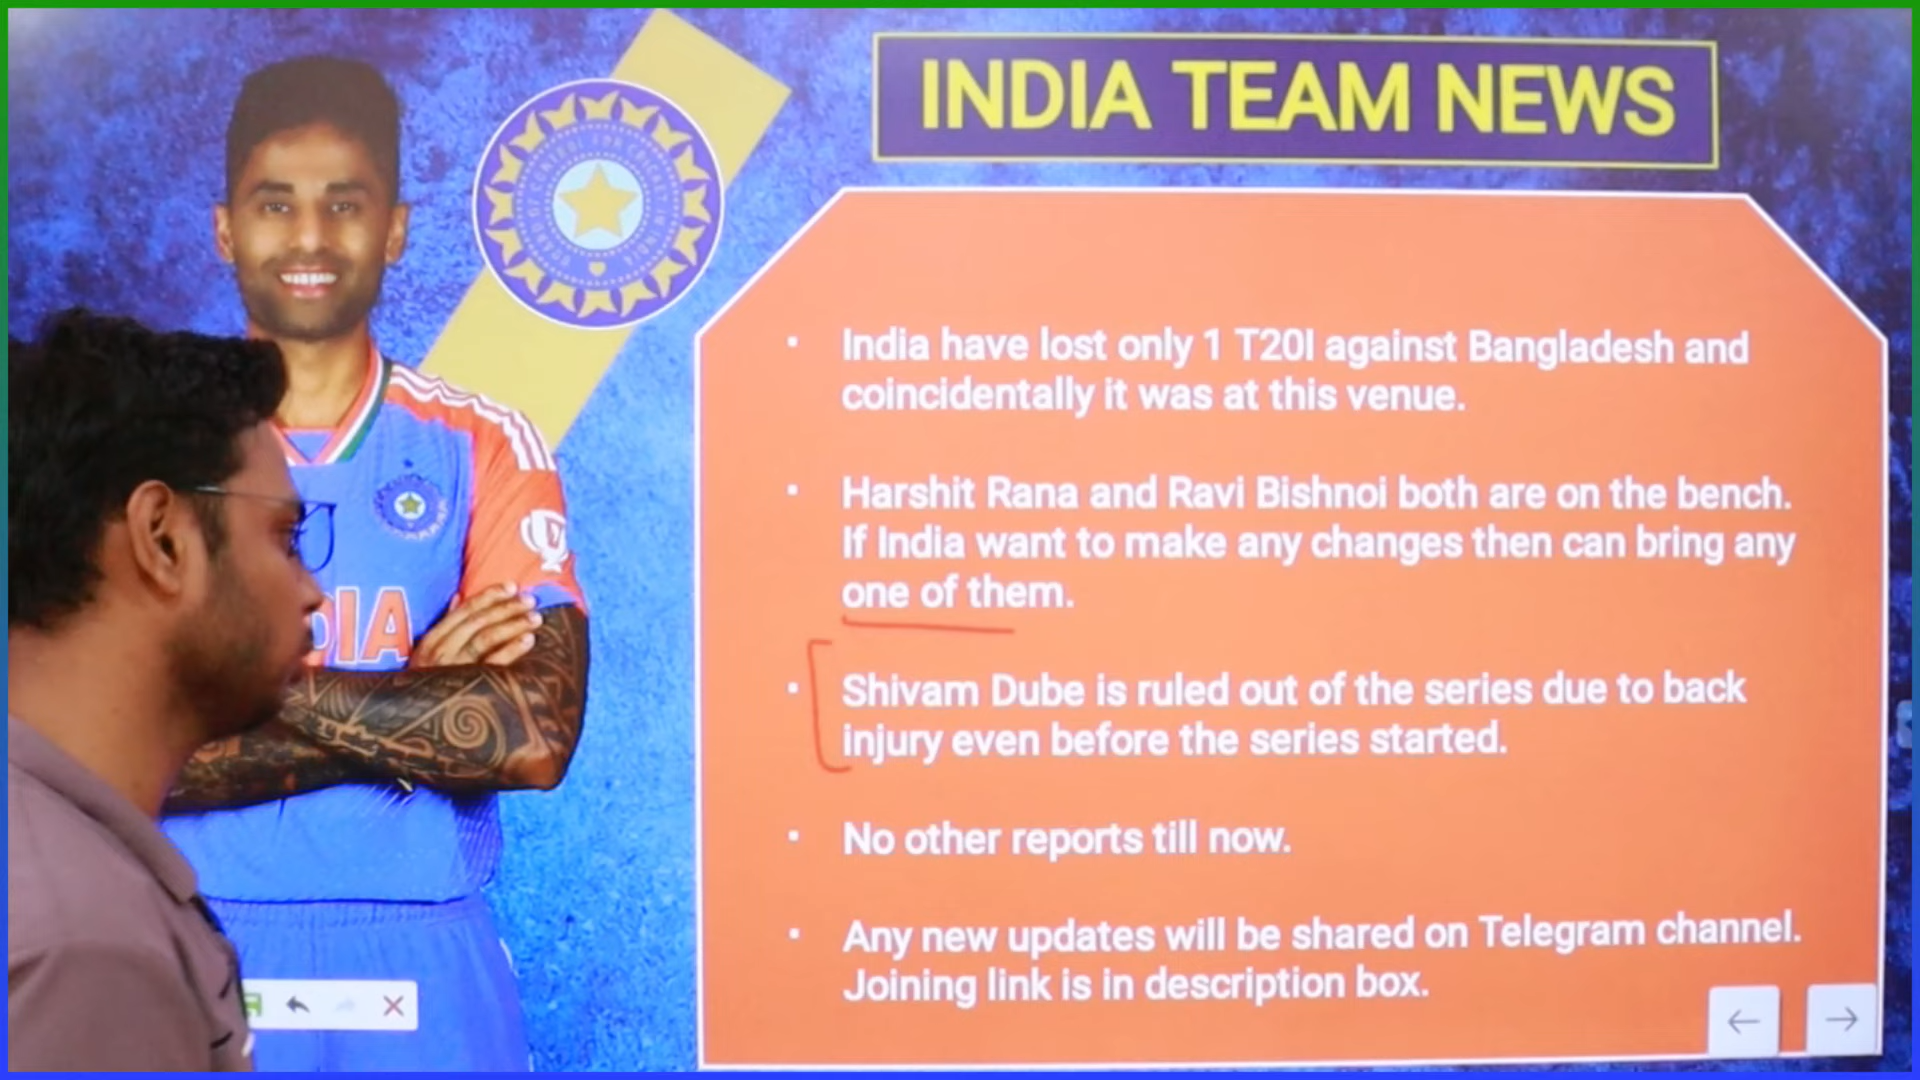 INDIA TEAM NEWS
India have lost only 1 T20I against Bangladesh and
coincidentally it was at this venue.
Harshit Rana and Ravi Bishnoi both are on the bench.
If India want to make any changes then can bring any
one of them.
Shivam Dube is ruled out of the series due to back
injury even before the series started.
No other reports till now.
Any new updates will be shared on Telegram channel.
Joining link is in description box.
DIA